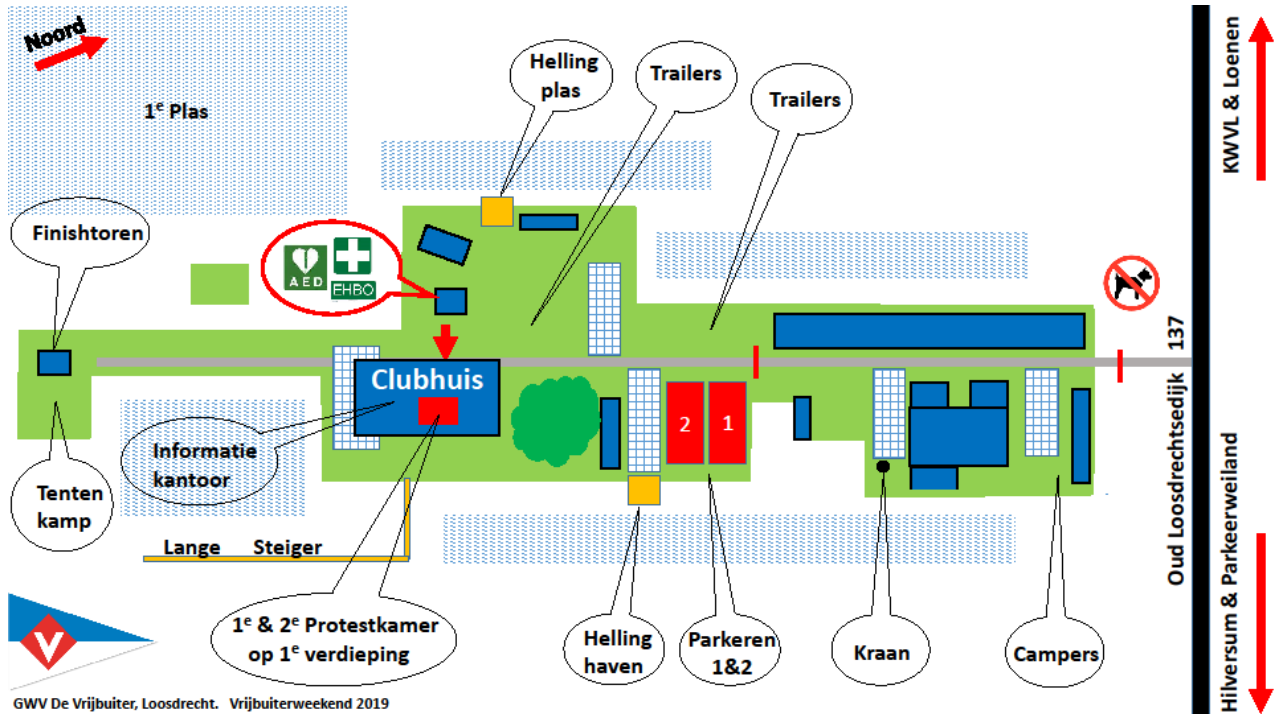 Noord
1e Plas
Helling
plas
Trailers
Trailers
KWVL & Loenen
Finishtoren
AED
EHBO
Clubhuis
Informatie
kantoor
2
1
Oud Loosdrechtsedijk 137
Tenten
kamp
Lange Steiger
1e & 2e Protestkamer
op 1e verdieping
Helling
haven
Parkeren
1&2
Kraan
Campers
Hilversum & Parkeerweiland
V
GWV De Vrijbuiter, Loosdrecht. Vrijbuiterweekend 2019